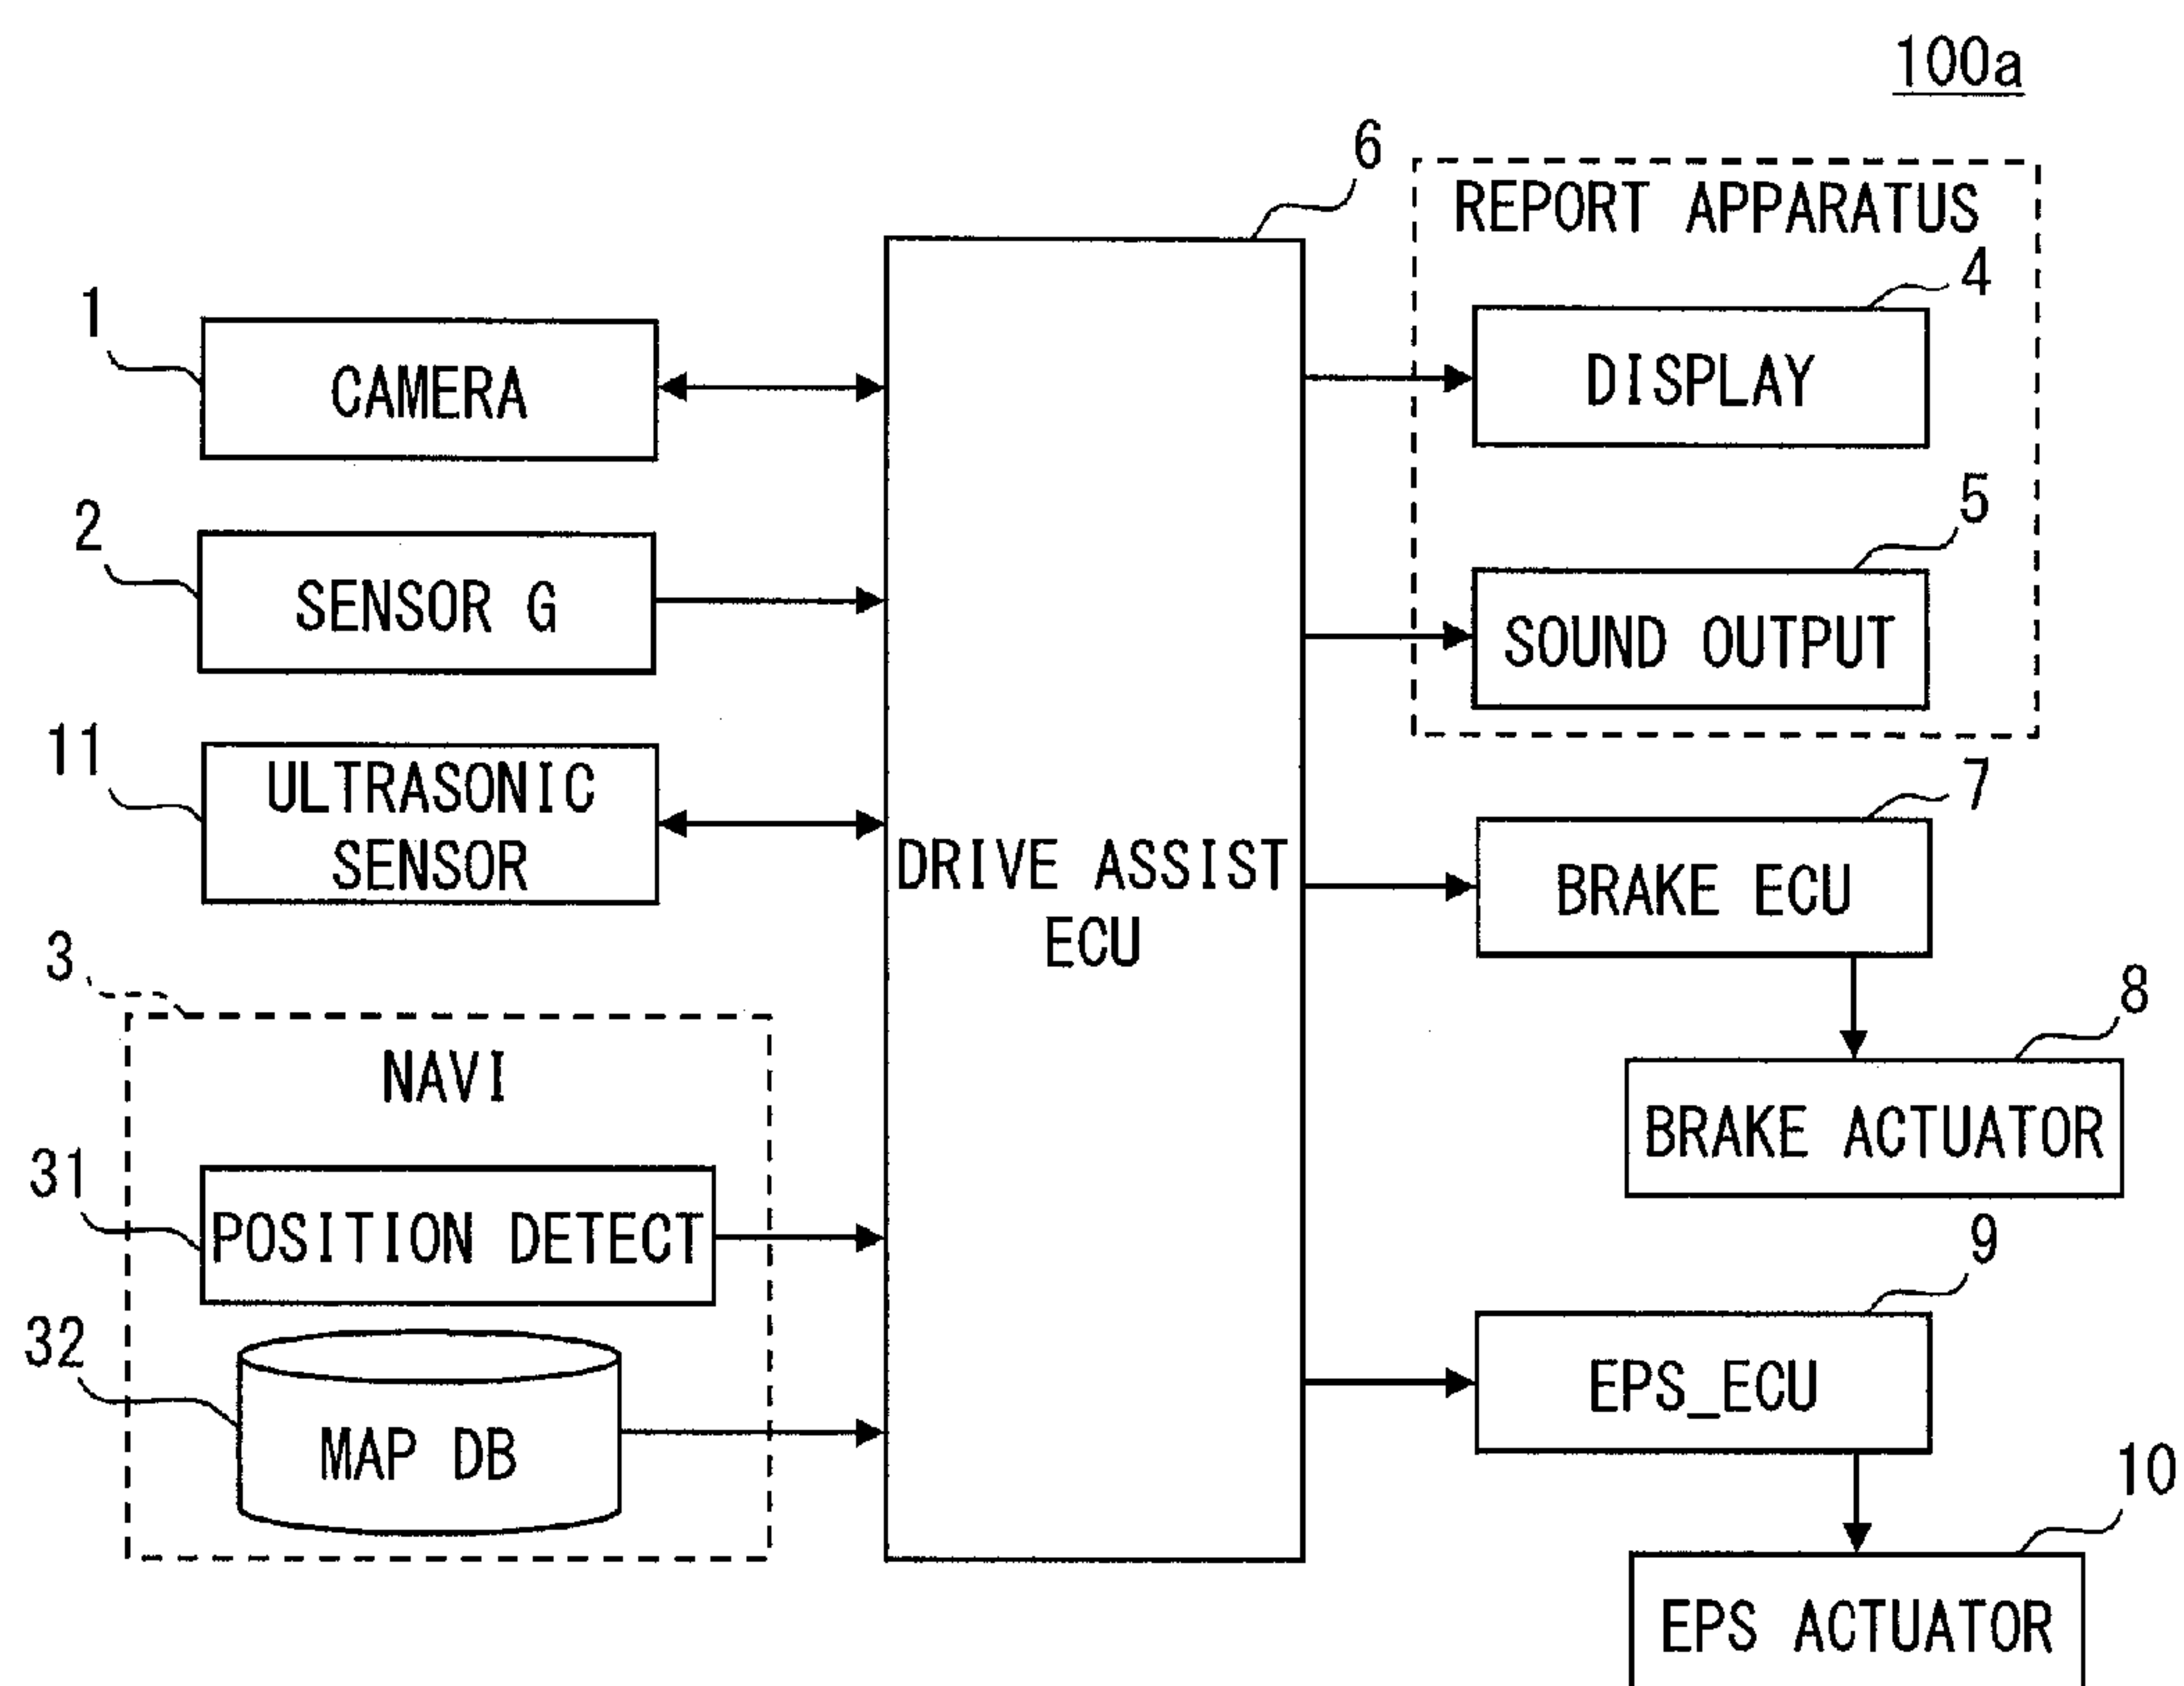 100a
6
REPORT APPARATUS
1
CAMERA
4
DISPLAY
2
SENSOR G
5
SOUND OUTPUT
11
ULTRASONIC
SENSOR
DRIVE ASSIST
ECU
7
BRAKE ECU
3
NAVI
8
BRAKE ACTUATOR
31
POSITION DETECT
9
EPS_ECU
32
MAP DB
10
EPS ACTUATOR